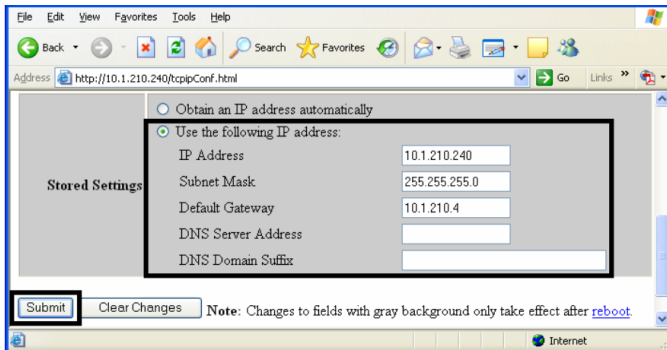 File Edit View Favorites Tools Help
Back Search Favorites
Address http://10.1.210.240/tcpipConf.html Go Links »
Obtain an IP address automatically
Use the following IP address:
IP Address 10.1.210.240
Stored Settings Subnet Mask 255.255.255.0
Default Gateway 10.1.210.4
DNS Server Address
DNS Domain Suffix
Submit Clear Changes Note: Changes to fields with gray background only take effect after reboot.
Internet